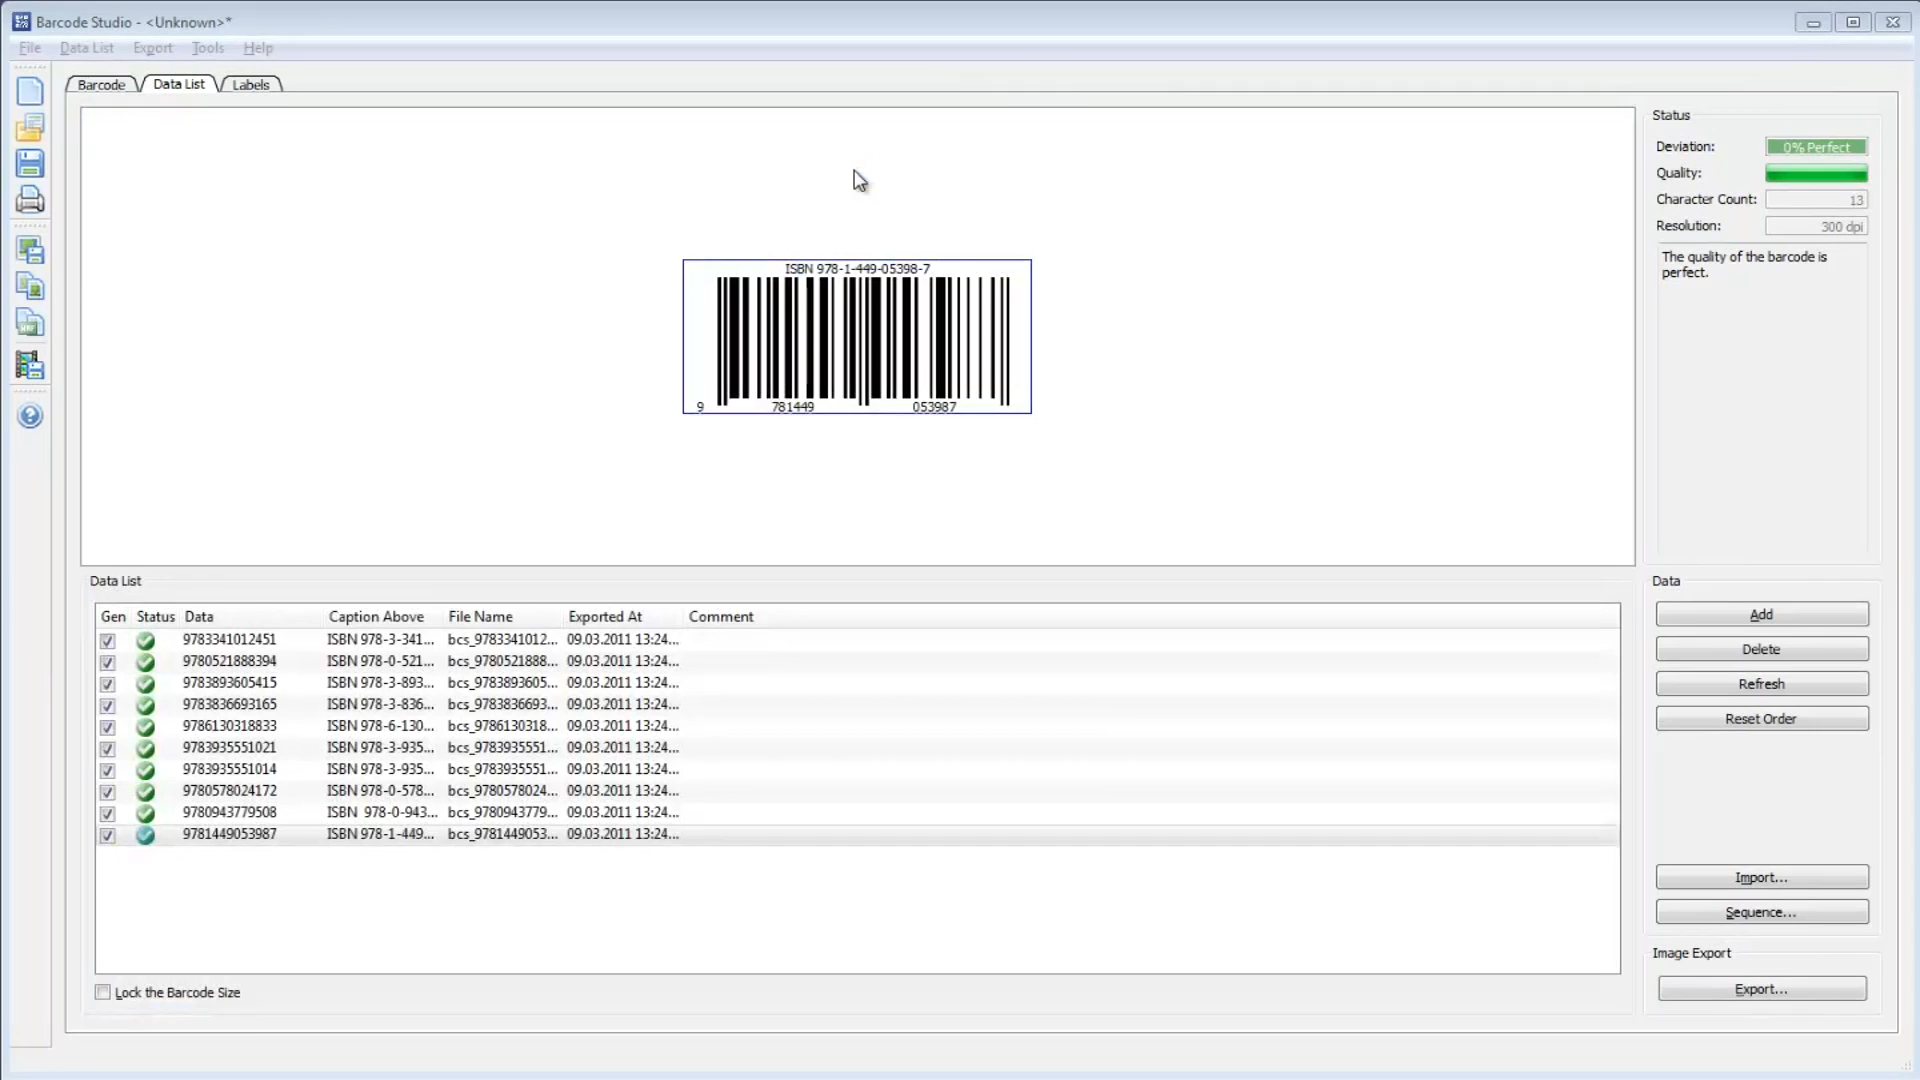 Barcode Studio - <Unknown>*
File Data List Export Tools Help
Barcode Data List Labels
Status
Deviation: 0% Perfect
Quality:
Character Count: 13
Resolution: 300 dpi
The quality of the barcode is
perfect.
ISBN 978-1-449-05398-7
9 781449 053987
Data List
Gen Status Data Caption Above File Name Exported At Comment
9783341012451 ISBN 978-3-341... bcs_9783341012... 09.03.2011 13:24...
9780521888394 ISBN 978-0-521... bcs_9780521888... 09.03.2011 13:24...
9783893605415 ISBN 978-3-893... bcs_9783893605... 09.03.2011 13:24...
9783836693165 ISBN 978-3-836... bcs_9783836693... 09.03.2011 13:24...
9786130318833 ISBN 978-6-130... bcs_9786130318... 09.03.2011 13:24...
9783935551021 ISBN 978-3-935... bcs_9783935551... 09.03.2011 13:24...
9783935551014 ISBN 978-3-935... bcs_9783935551... 09.03.2011 13:24...
9780578024172 ISBN 978-0-578... bcs_9780578024... 09.03.2011 13:24...
9780943779508 ISBN 978-0-943... bcs_9780943779... 09.03.2011 13:24...
9781449053987 ISBN 978-1-449... bcs_9781449053... 09.03.2011 13:24...
Lock the Barcode Size
Data
Add
Delete
Refresh
Reset Order
Import...
Sequence...
Image Export
Export...